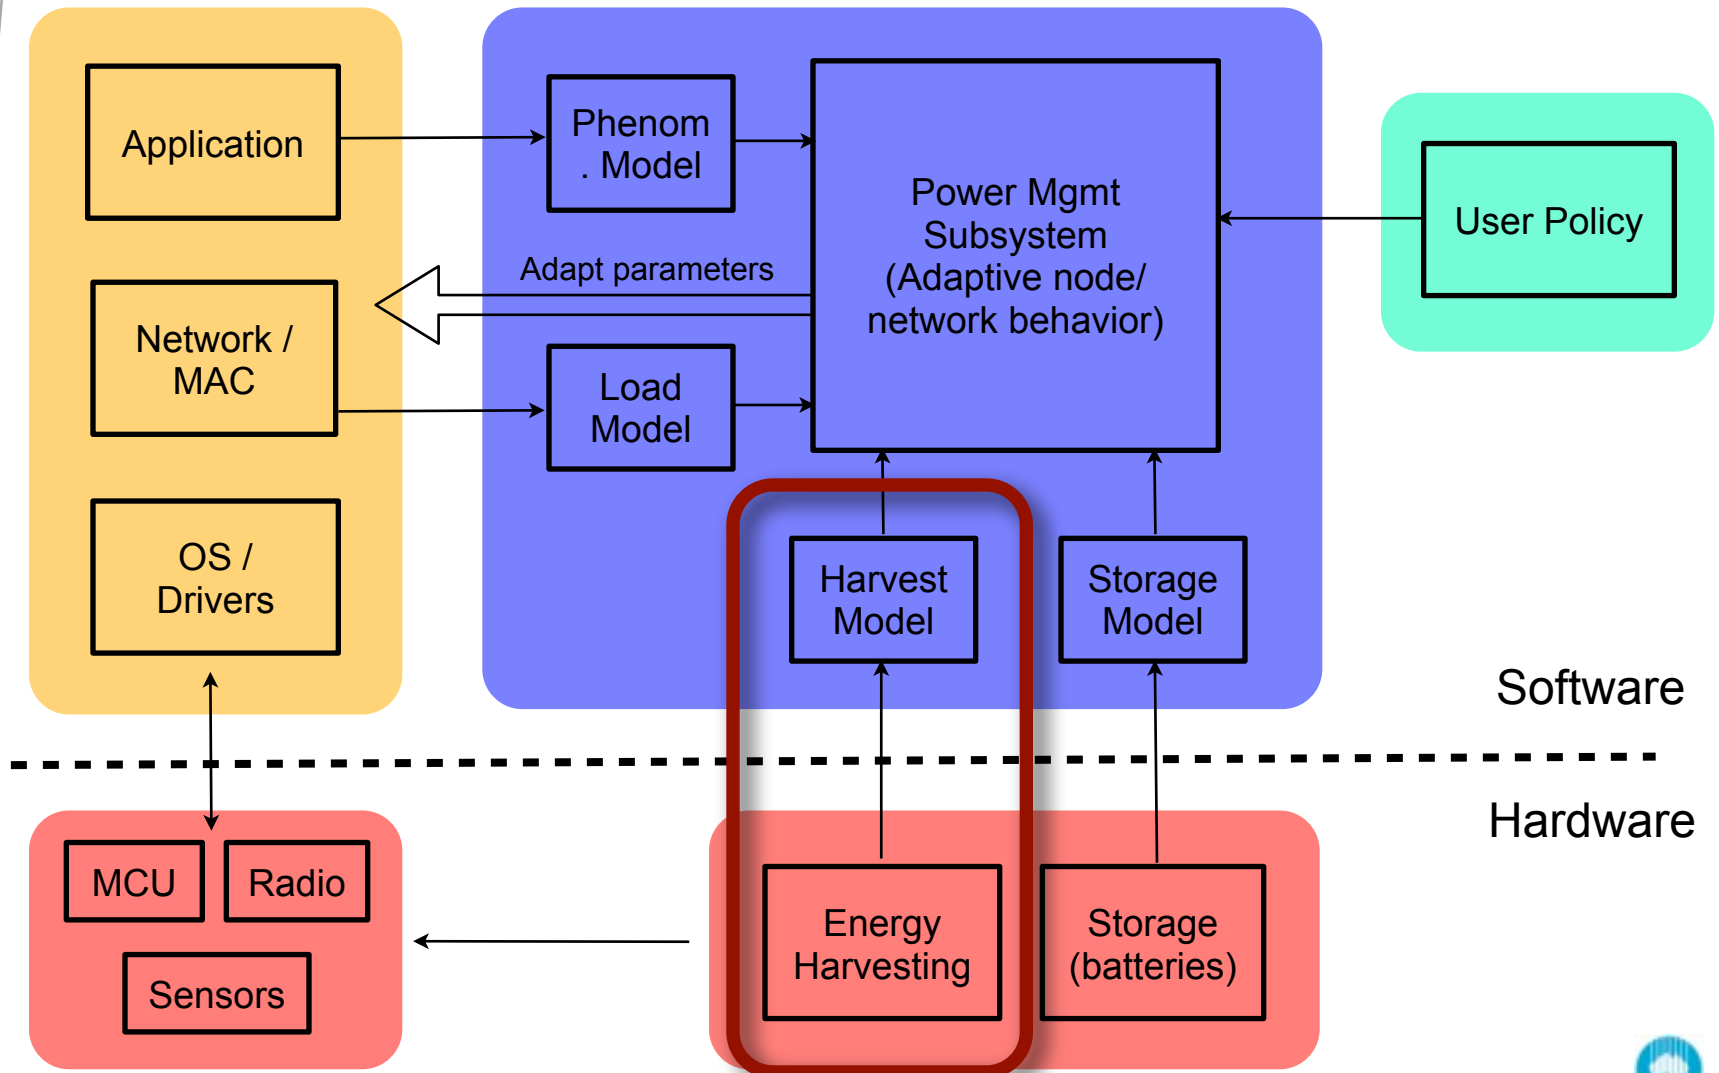 Application
Phenom
. Model
Power Mgmt
Subsystem
(Adaptive node/
network behavior)
User Policy
Adapt parameters
Network /
MAC
Load
Model
OS /
Drivers
Harvest
Model
Storage
Model
Software
Hardware
MCU
Radio
Sensors
Energy
Harvesting
Storage
(batteries)